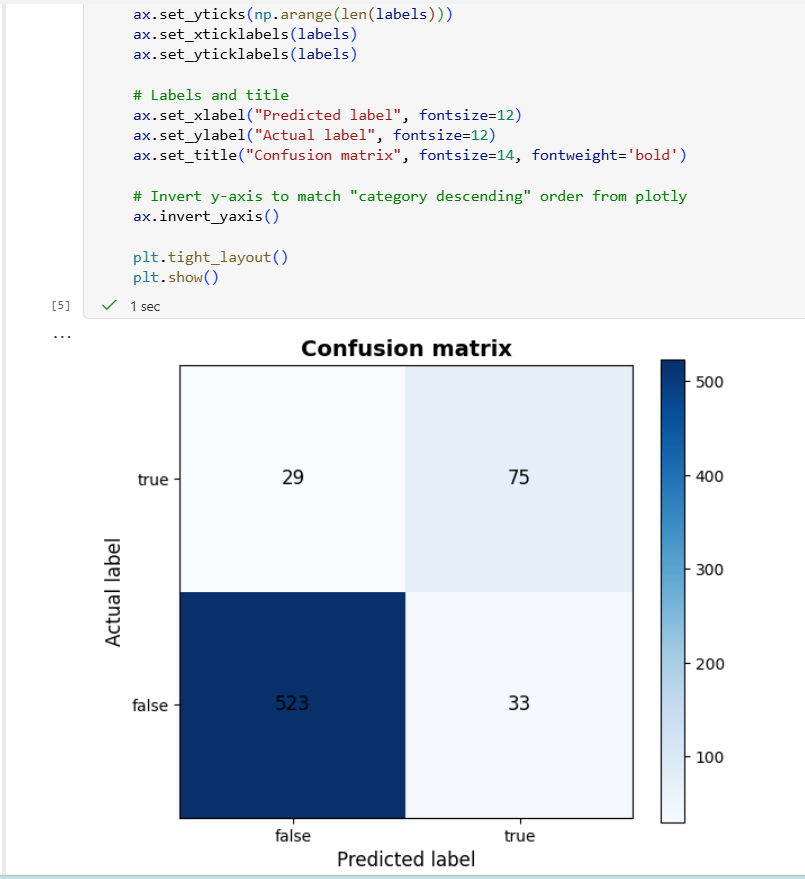 ax.set_yticks(np.arange(len(labels)))
ax.set_xticklabels(labels)
ax.set_yticklabels(labels)
# Labels and title
ax.set_xlabel("Predicted label", fontsize=12)
ax.set_ylabel("Actual label", fontsize=12)
ax.set_title("Confusion matrix", fontsize=14, fontweight='bold')
# Invert y-axis to match "category descending" order from plotly
ax.invert_yaxis()
plt.tight_layout()
plt.show()
[5] 1 sec
...
Confusion matrix
500
400
300
200
100
Actual label
true 29 75
false 523 33
false true
Predicted label